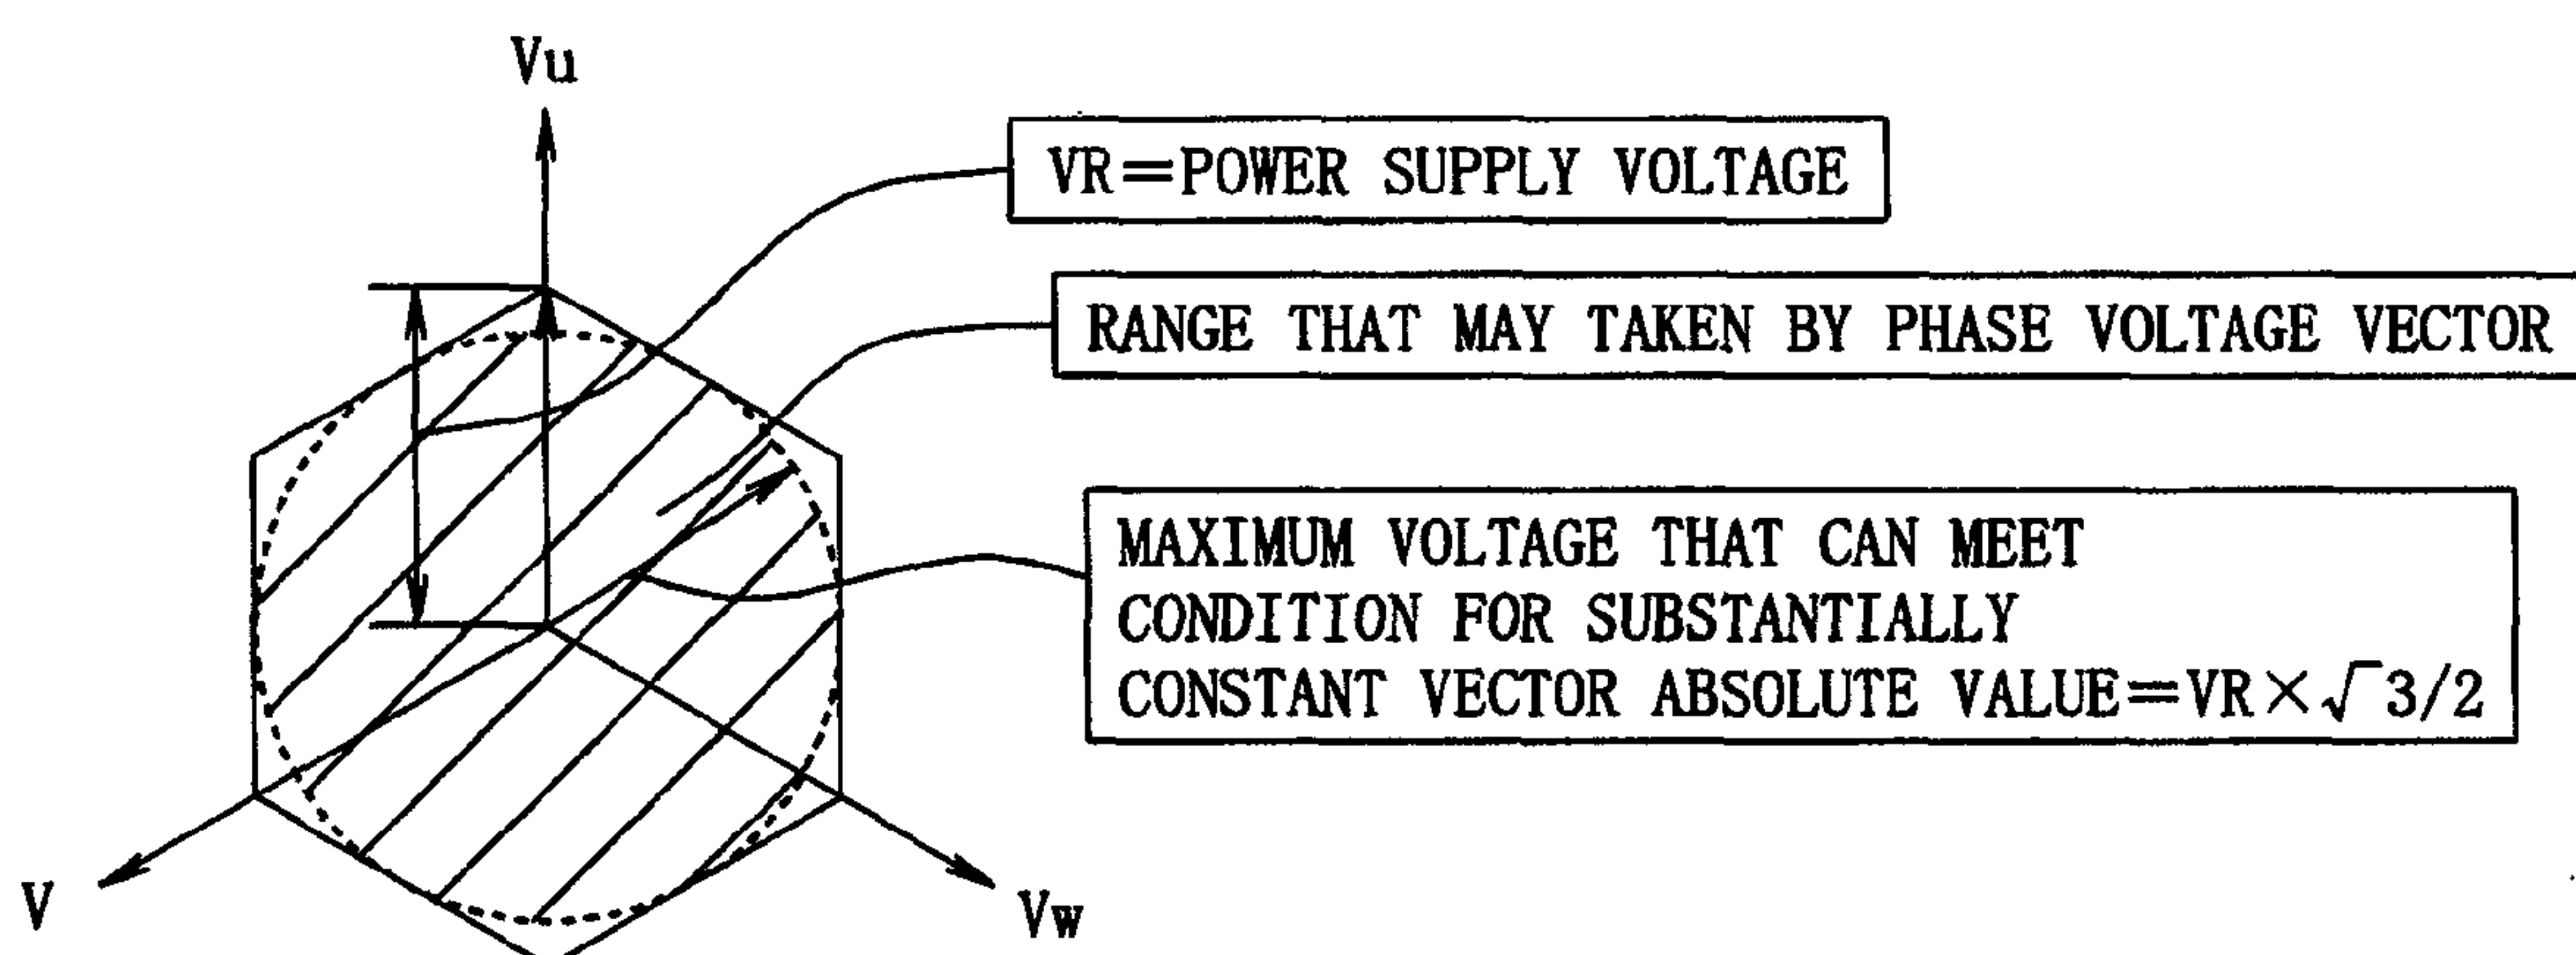 Vu
VR=POWER SUPPLY VOLTAGE
RANGE THAT MAY TAKEN BY PHASE VOLTAGE VECTOR
MAXIMUM VOLTAGE THAT CAN MEET
CONDITION FOR SUBSTANTIALLY
CONSTANT VECTOR ABSOLUTE VALUE=VR×√3/2
V
Vw